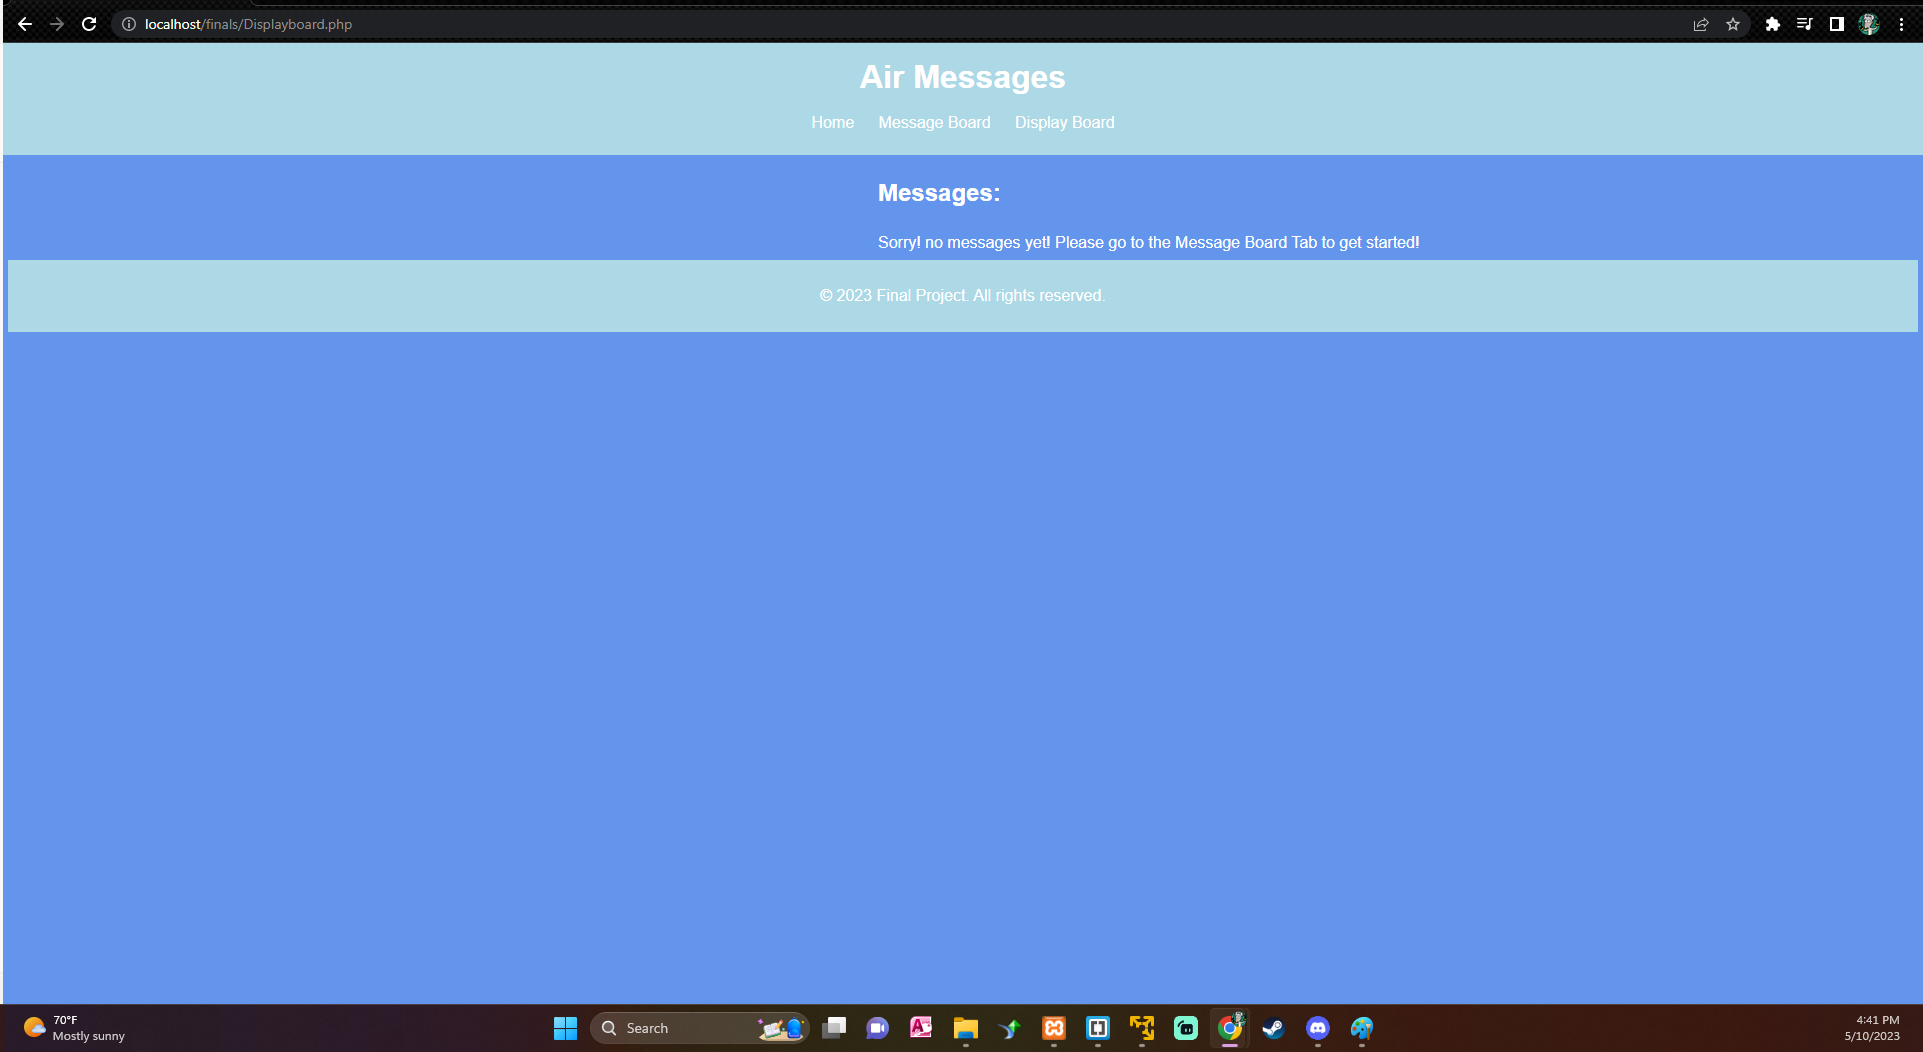 localhost/finals/Displayboard.php
Air Messages
Home Message Board Display Board
Messages:
Sorry! no messages yet! Please go to the Message Board Tab to get started!
© 2023 Final Project. All rights reserved.
70°F
Mostly sunny
Search
4:41 PM
5/10/2023